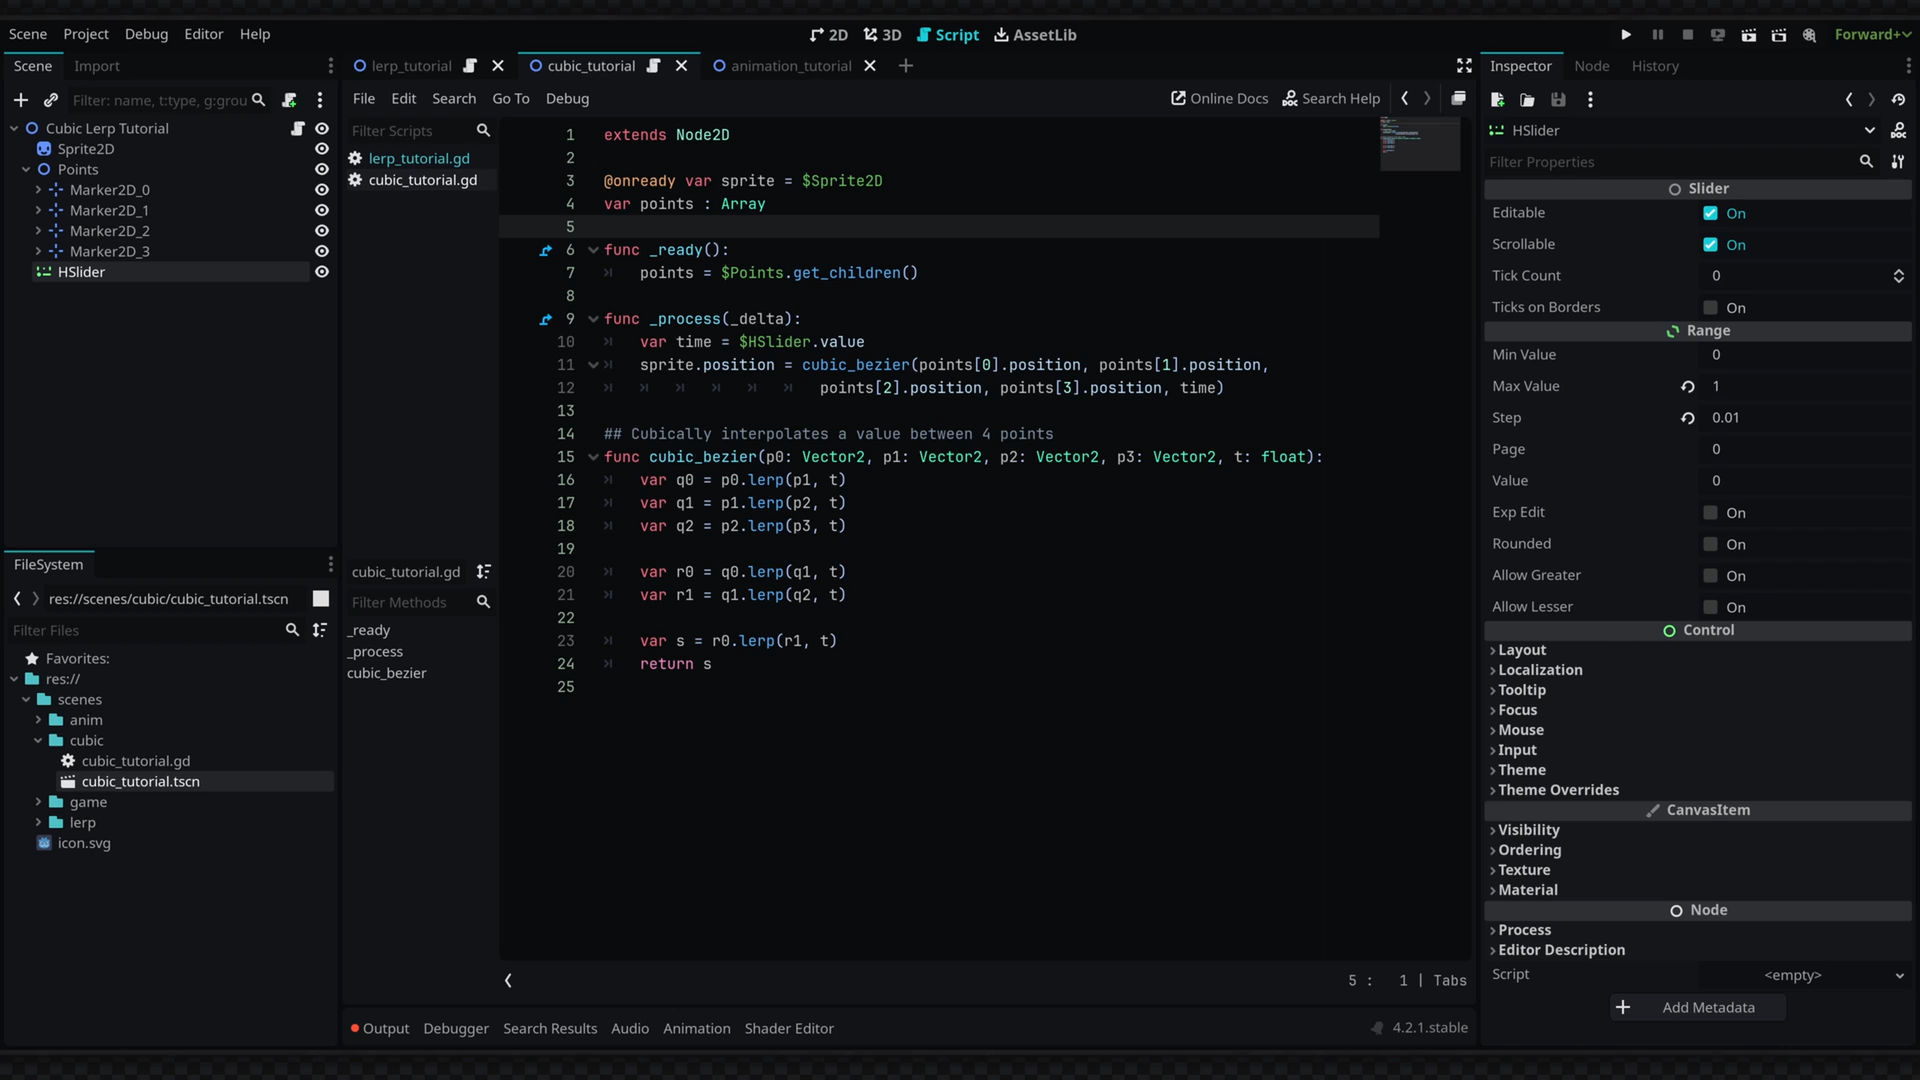 Scene Project Debug Editor Help
2D 3D Script AssetLib
Forward+
Scene Import
Filter: name, t:type, g:grou
Cubic Lerp Tutorial
Sprite2D
Points
Marker2D_0
Marker2D_1
Marker2D_2
Marker2D_3
HSlider
FileSystem
res://scenes/cubic/cubic_tutorial.tscn
Filter Files
Favorites:
res://
scenes
anim
cubic
cubic_tutorial.gd
cubic_tutorial.tscn
game
lerp
icon.svg
lerp_tutorial cubic_tutorial animation_tutorial
File Edit Search Go To Debug
Online Docs Search Help
Filter Scripts
lerp_tutorial.gd
cubic_tutorial.gd
cubic_tutorial.gd
Filter Methods
_ready
_process
cubic_bezier
1 extends Node2D
2
3 @onready var sprite = $Sprite2D
4 var points : Array
5
6 func _ready():
7 points = $Points.get_children()
8
9 func _process(_delta):
10 var time = $HSlider.value
11 sprite.position = cubic_bezier(points[0].position, points[1].position,
12 points[2].position, points[3].position, time)
13
14 ## Cubically interpolates a value between 4 points
15 func cubic_bezier(p0: Vector2, p1: Vector2, p2: Vector2, p3: Vector2, t: float):
16 var q0 = p0.lerp(p1, t)
17 var q1 = p1.lerp(p2, t)
18 var q2 = p2.lerp(p3, t)
19
20 var r0 = q0.lerp(q1, t)
21 var r1 = q1.lerp(q2, t)
22
23 var s = r0.lerp(r1, t)
24 return s
25
5 : 1 | Tabs
Output Debugger Search Results Audio Animation Shader Editor
4.2.1.stable
Inspector Node History
HSlider
DOC
Filter Properties
Slider
Editable On
Scrollable On
Tick Count 0
Ticks on Borders On
Range
Min Value 0
Max Value 1
Step 0.01
Page 0
Value 0
Exp Edit On
Rounded On
Allow Greater On
Allow Lesser On
Control
Layout
Localization
Tooltip
Focus
Mouse
Input
Theme
Theme Overrides
CanvasItem
Visibility
Ordering
Texture
Material
Node
Process
Editor Description
Script <empty>
Add Metadata